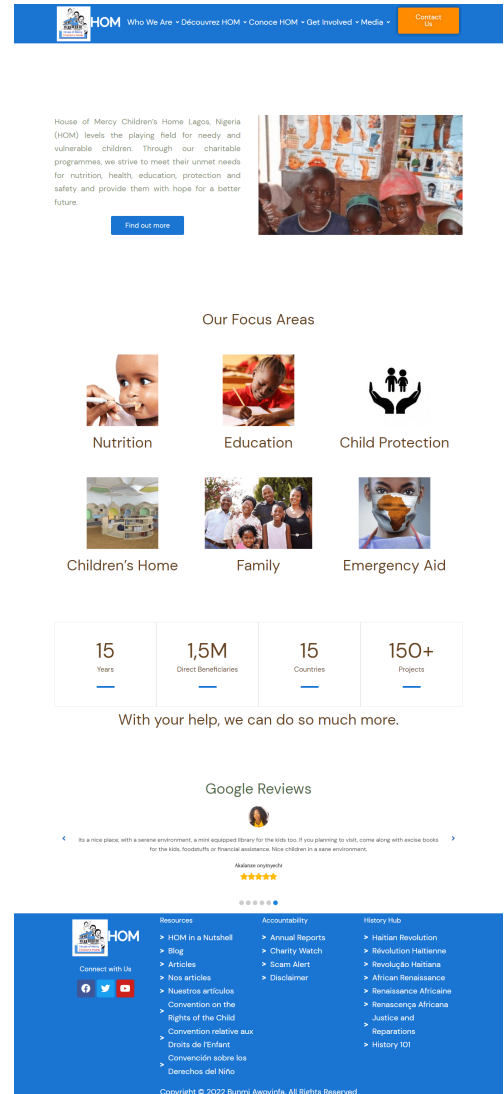 HOM
Who We Are
Découvrez HOM
Conoce HOM
Get Involved
Media
Contact
Us
House of Mercy Children's Home Lagos, Nigeria
(HOM) levels the playing field for needy and
vulnerable children. Through our charitable
programmes, we strive to meet their unmet needs
for nutrition, health, education, protection and
safety and provide them with hope for a better
future.
Find out more
Our Focus Areas
Nutrition
Education
Child Protection
Children's Home
Family
Emergency Aid
15
Years
1,5M
Direct Beneficiaries
15
Countries
150+
Projects
With your help, we can do so much more.
Google Reviews
Its a nice place, with a serene environment, a mini equipped library for the kids too. If you planning to visit, come along with excise books
for the kids, foodstuffs or financial assistance. Nice children in a sane environment.
Akalanze onyinyechi
HOM
Connect with Us
Resources
> HOM in a Nutshell
> Blog
> Articles
> Nos articles
> Nuestros artículos
> Convention on the
Rights of the Child
> Convention relative aux
Droits de l'Enfant
> Convención sobre los
Derechos del Niño
Accountability
> Annual Reports
> Charity Watch
> Scam Alert
> Disclaimer
History Hub
> Haitian Revolution
> Révolution Haïtienne
> Revolução Haitiana
> African Renaissance
> Renaissance Africaine
> Renascença Africana
> Justice and
Reparations
> History 101
Copyright © 2022 Bunmi Awoyinfa. All Rights Reserved